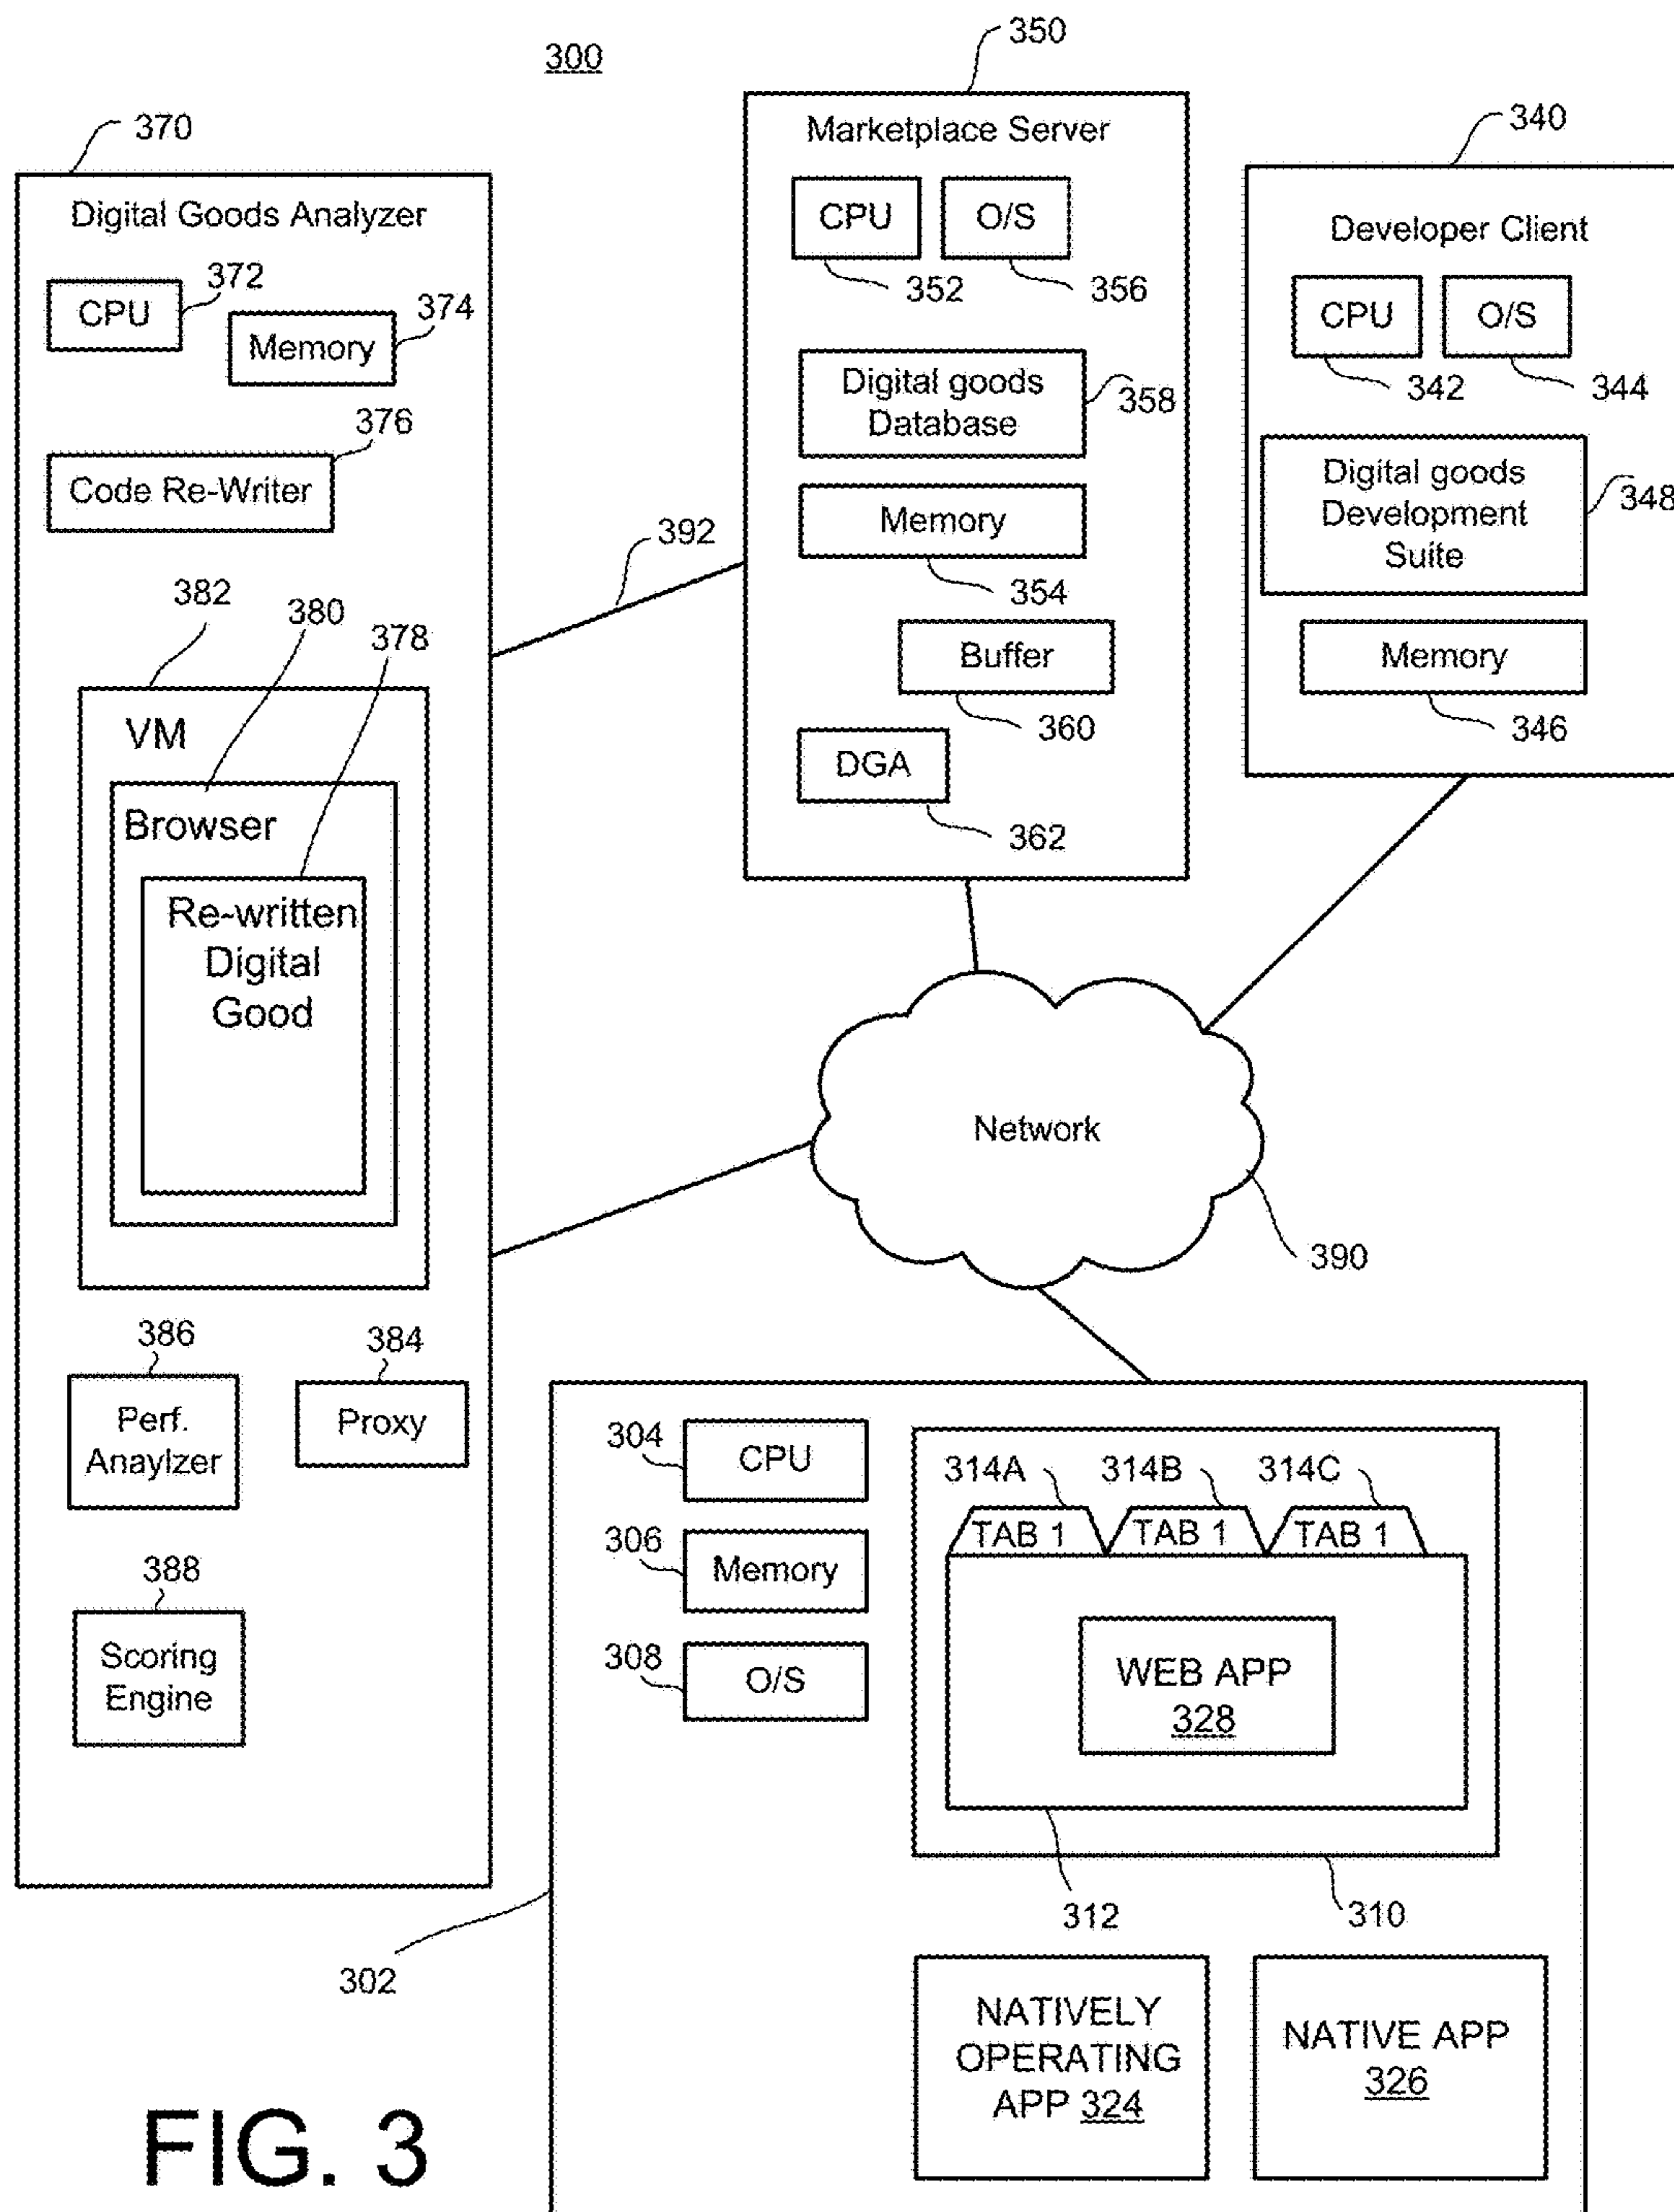 300
350
370
340
Marketplace Server
Digital Goods Analyzer
Developer Client
CPU
O/S
352
356
CPU
372
Memory
374
CPU
O/S
342
344
Digital goods
Database
358
376
Code Re-Writer
Digital goods
Development
Suite
348
Memory
354
392
Memory
346
Buffer
360
DGA
362
382
380
378
VM
Browser
Re-written
Digital
Good
Network
390
386
384
Perf.
Anaylzer
Proxy
388
Scoring
Engine
304
CPU
306
Memory
308
O/S
314A
314B
314C
TAB 1
TAB 1
TAB 1
WEB APP
328
312
310
302
NATIVELY
OPERATING
APP 324
NATIVE APP
326
FIG. 3